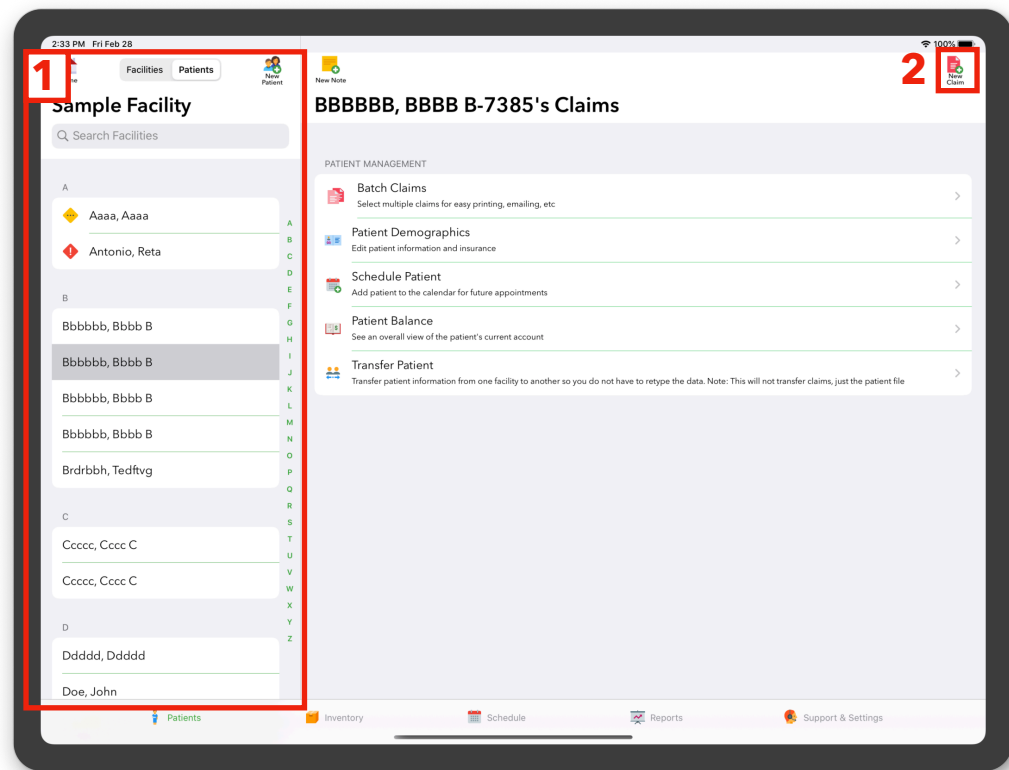 2:33 PM Fri Feb 28
100%
1
Facilities Patients
New Patient
New Note
2
New Claim
Sample Facility
BBBBBB, BBBB B-7385's Claims
Search Facilities
A
Aaaa, Aaaa
Antonio, Reta
B
Bbbbbb, Bbbb B
Bbbbbb, Bbbb B
Bbbbbb, Bbbb B
Bbbbbb, Bbbb B
Brdrbbh, Tedftvg
C
Ccccc, Cccc C
Ccccc, Cccc C
D
Ddddd, Ddddd
Doe, John
A
B
C
D
E
F
G
H
I
J
K
L
M
N
O
P
Q
R
S
T
U
V
W
X
Y
Z
PATIENT MANAGEMENT
Batch Claims
Select multiple claims for easy printing, emailing, etc
Patient Demographics
Edit patient information and insurance
Schedule Patient
Add patient to the calendar for future appointments
Patient Balance
See an overall view of the patient's current account
Transfer Patient
Transfer patient information from one facility to another so you do not have to retype the data. Note: This will not transfer claims, just the patient file
Patients
Inventory
Schedule
Reports
Support & Settings